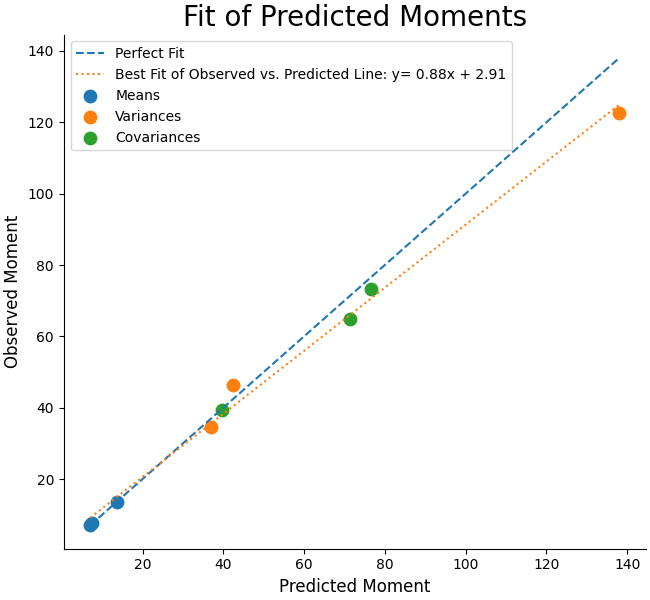 Fit of Predicted Moments
Perfect Fit
Best Fit of Observed vs. Predicted Line: y= 0.88x + 2.91
Means
Variances
Covariances
Observed Moment
140
120
100
80
60
40
20
20 40 60 80 100 120 140
Predicted Moment